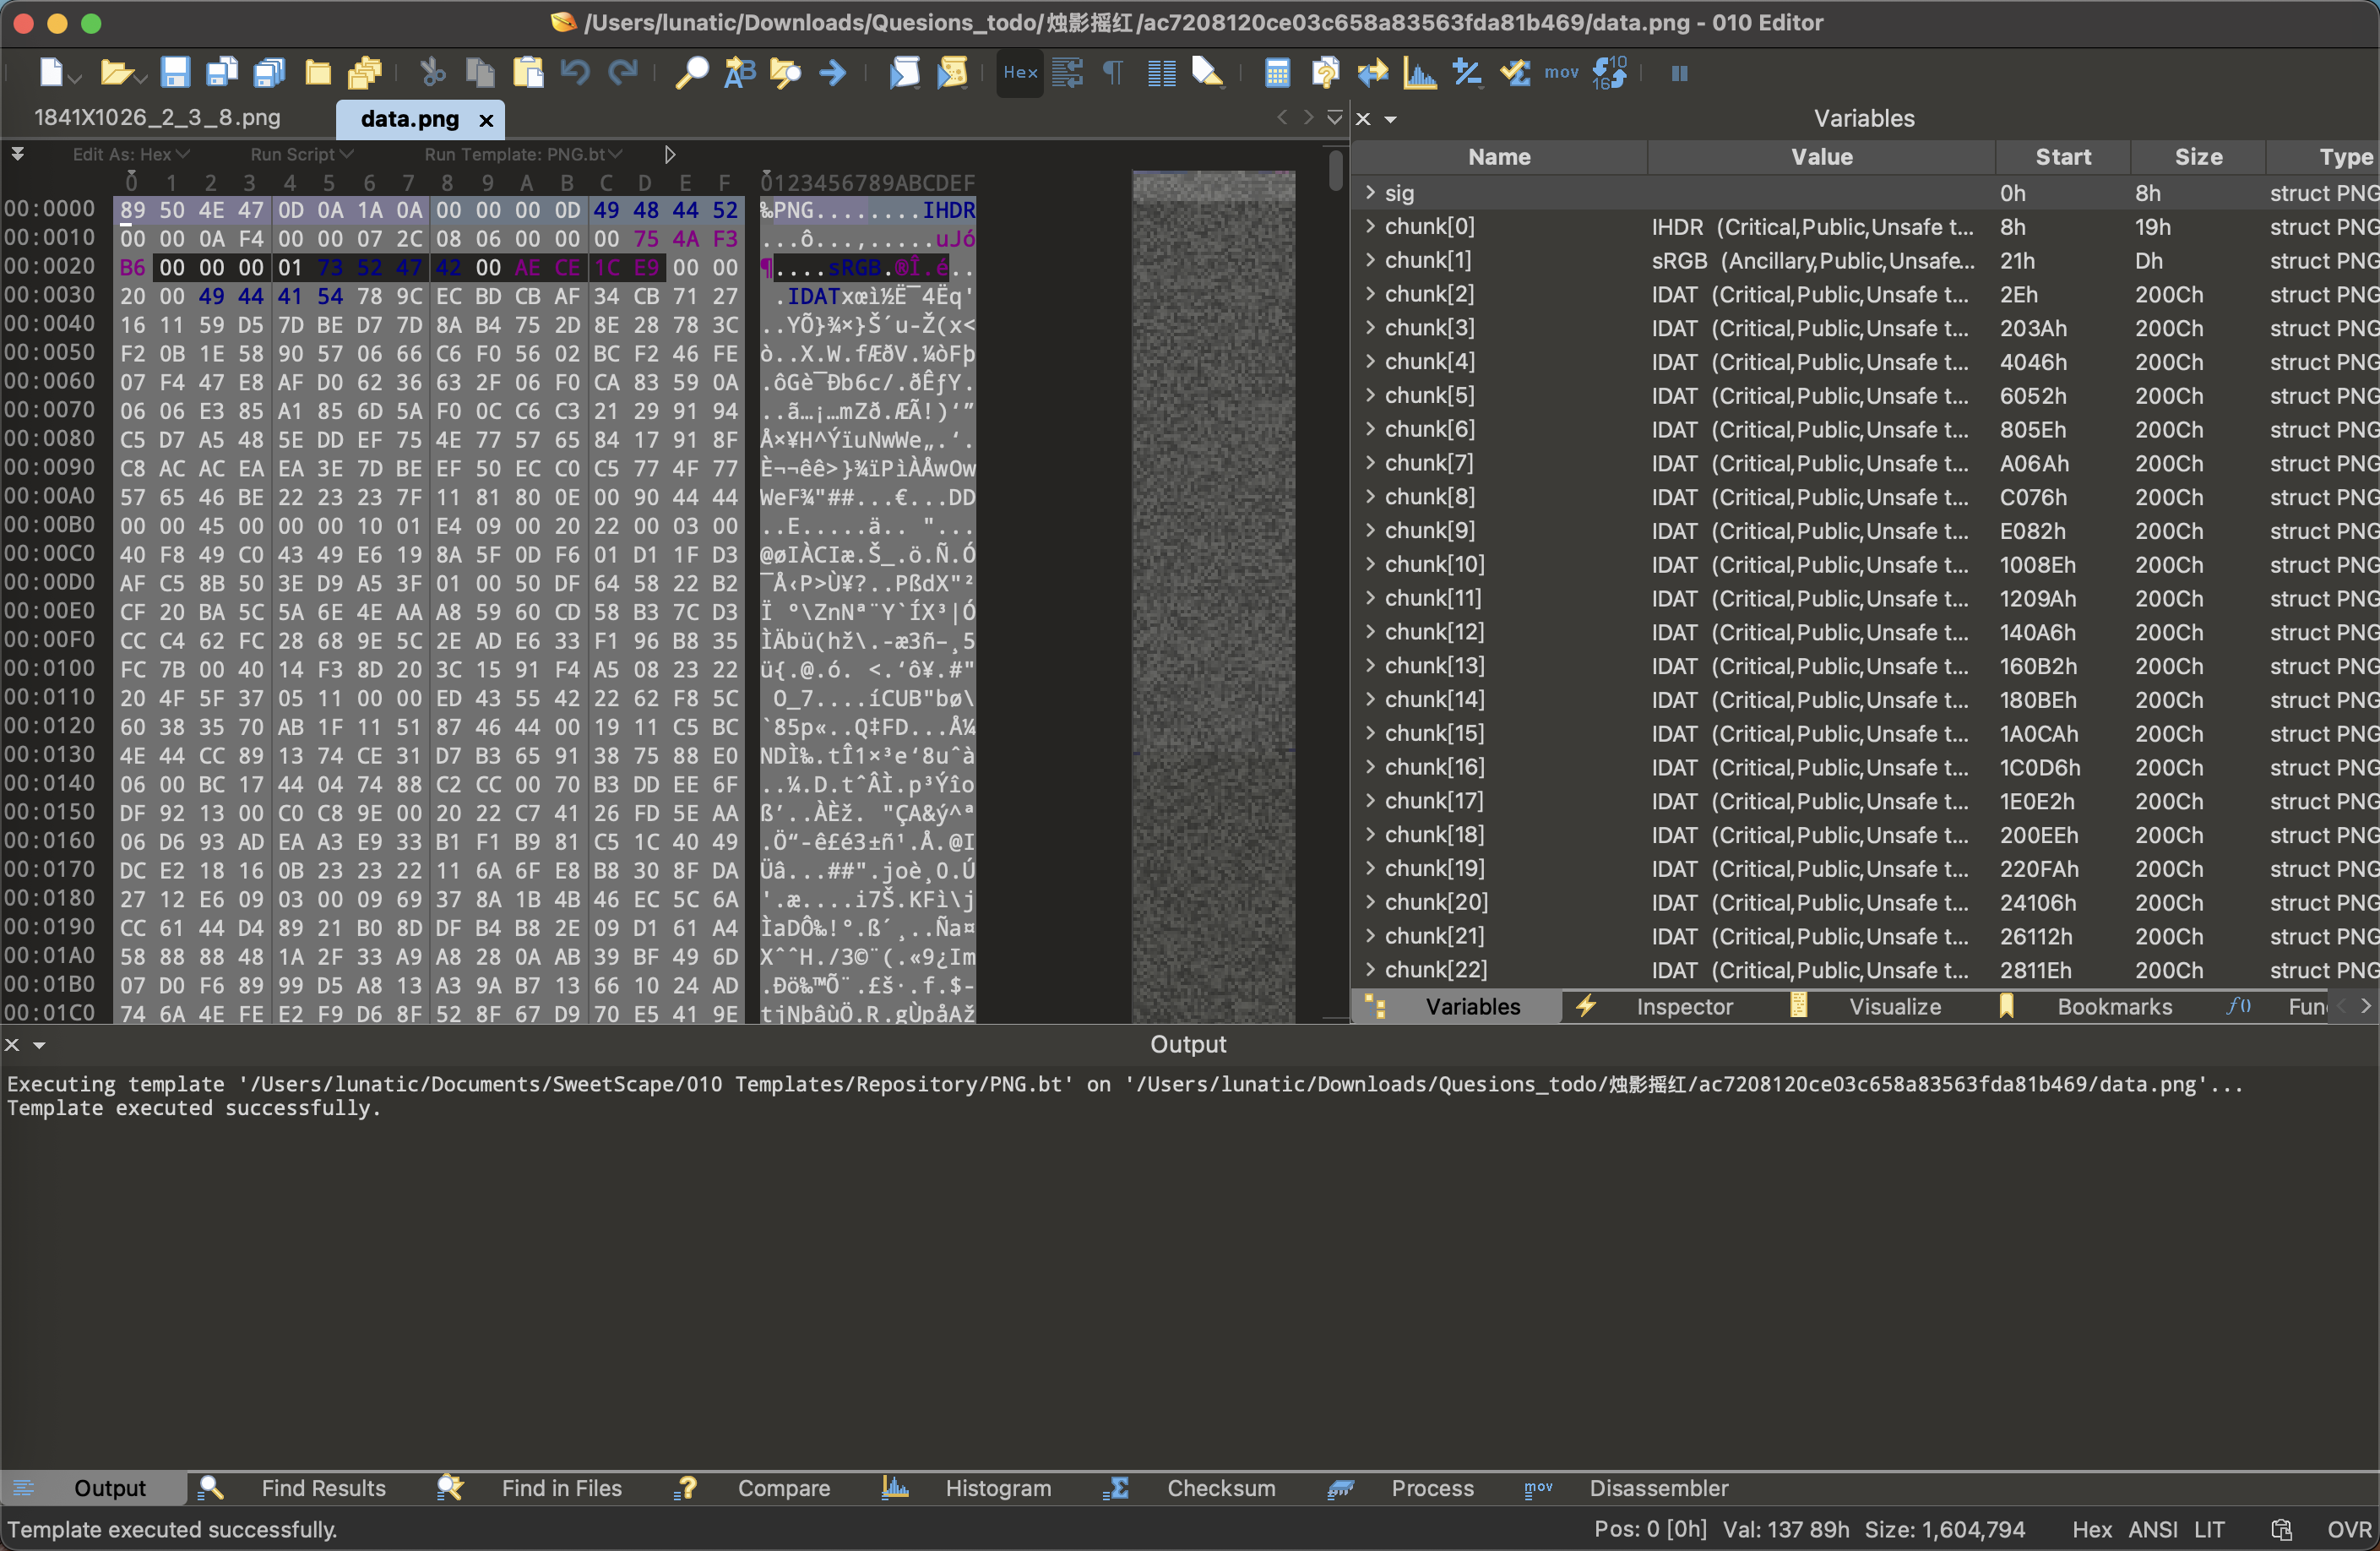 /Users/lunatic/Downloads/Quesions_todo/烛影摇红/ac7208120ce03c658a83563fda81b469/data.png - 010 Editor
Hex
mov
1841X1026_2_3_8.png
data.png
Edit As: Hex
Run Script
Run Template: PNG.bt
0 1 2 3 4 5 6 7 8 9 A B C D E F 0123456789ABCDEF
00:0000 89 50 4E 47 0D 0A 1A 0A 00 00 00 0D 49 48 44 52 ‰PNG........IHDR
00:0010 00 00 0A F4 00 00 07 2C 08 06 00 00 00 75 4A F3 ...ô...,.....uJó
00:0020 B6 00 00 00 01 73 52 47 42 00 AE CE 1C E9 00 00 ¶....sRGB.®Î.é..
00:0030 20 00 49 44 41 54 78 9C EC BD CB AF 34 CB 71 27  .IDATxœì½Ë¯4Ëq'
00:0040 16 11 59 D5 7D BE D7 7D 8A B4 75 2D 8E 28 78 3C ..YÕ}¾×}Š´u-Ž(x<
00:0050 F2 0B 1E 58 90 57 06 66 C6 F0 56 02 BC F2 46 FE ò..X.W.fÆðV.¼òFþ
00:0060 07 F4 47 E8 AF D0 62 36 63 2F 06 F0 CA 83 59 0A .ôGè¯Ðb6c/.ðÊƒY.
00:0070 06 06 E3 85 A1 85 6D 5A F0 0C C6 C3 21 29 91 94 ..ã…¡…mZð.ÆÃ!)‘”
00:0080 C5 D7 A5 48 5E DD EF 75 4E 77 57 65 84 17 91 8F Å×¥H^ÝïuNwWe„.‘.
00:0090 C8 AC AC EA EA 3E 7D BE EF 50 EC C0 C5 77 4F 77 È¬¬êê>}¾ïPìÀÅwOw
00:00A0 57 65 46 BE 22 23 23 7F 11 81 80 0E 00 90 44 44 WeF¾"##...€...DD
00:00B0 00 00 45 00 00 00 10 01 E4 09 00 20 22 00 03 00 ..E.....ä.. "...
00:00C0 40 F8 49 C0 43 49 E6 19 8A 5F 0D F6 01 D1 1F D3 @øIÀCIæ.Š_.ö.Ñ.Ó
00:00D0 AF C5 8B 50 3E D9 A5 3F 01 00 50 DF 64 58 22 B2 ¯Å‹P>Ù¥?..PßdX"²
00:00E0 CF 20 BA 5C 5A 6E 4E AA A8 59 60 CD 58 B3 7C D3 Ï º\ZnNª¨Y`ÍX³|Ó
00:00F0 CC C4 62 FC 28 68 9E 5C 2E AD E6 33 F1 96 B8 35 ÌÄbü(hž\.-æ3ñ–¸5
00:0100 FC 7B 00 40 14 F3 8D 20 3C 15 91 F4 A5 08 23 22 ü{.@.ó. <.‘ô¥.#"
00:0110 20 4F 5F 37 05 11 00 00 ED 43 55 42 22 62 F8 5C  O_7....íCUB"bø\
00:0120 60 38 35 70 AB 1F 11 51 87 46 44 00 19 11 C5 BC `85p«..Q‡FD...Å¼
00:0130 4E 44 CC 89 13 74 CE 31 D7 B3 65 91 38 75 88 E0 NDÌ‰.tÎ1×³e‘8uˆà
00:0140 06 00 BC 17 44 04 74 88 C2 CC 00 70 B3 DD EE 6F ..¼.D.tˆÂÌ.p³Ýîo
00:0150 DF 92 13 00 C0 C8 9E 00 20 22 C7 41 26 FD 5E AA ß’..ÀÈž. "ÇA&ý^ª
00:0160 06 D6 93 AD EA A3 E9 33 B1 F1 B9 81 C5 1C 40 49 .Ö“-ê£é3±ñ¹.Å.@I
00:0170 DC E2 18 16 0B 23 23 22 11 6A 6F E8 B8 30 8F DA Üâ...##".joè¸0.Ú
00:0180 27 12 E6 09 03 00 09 69 37 8A 1B 4B 46 EC 5C 6A '.æ....i7Š.KFì\j
00:0190 CC 61 44 D4 89 21 B0 8D DF B4 B8 2E 09 D1 61 A4 ÌaDÔ‰!°.ß´¸..Ña¤
00:01A0 58 88 88 48 1A 2F 33 A9 A8 28 0A AB 39 BF 49 6D XˆˆH./3©¨(.«9¿Im
00:01B0 07 D0 F6 89 99 D5 A8 13 A3 9A B7 13 66 10 24 AD .Ðö‰™Õ¨.£š·.f.$-
00:01C0 74 6A 4E FE E2 F9 D6 8F 52 8F 67 D9 70 E5 41 9E tjNþâùÖ.R.gÙpåAž
Variables
Name Value Start Size Type
sig 0h 8h struct PNG
chunk[0] IHDR (Critical,Public,Unsafe t... 8h 19h struct PNG
chunk[1] sRGB (Ancillary,Public,Unsafe... 21h Dh struct PNG
chunk[2] IDAT (Critical,Public,Unsafe t... 2Eh 200Ch struct PNG
chunk[3] IDAT (Critical,Public,Unsafe t... 203Ah 200Ch struct PNG
chunk[4] IDAT (Critical,Public,Unsafe t... 4046h 200Ch struct PNG
chunk[5] IDAT (Critical,Public,Unsafe t... 6052h 200Ch struct PNG
chunk[6] IDAT (Critical,Public,Unsafe t... 805Eh 200Ch struct PNG
chunk[7] IDAT (Critical,Public,Unsafe t... A06Ah 200Ch struct PNG
chunk[8] IDAT (Critical,Public,Unsafe t... C076h 200Ch struct PNG
chunk[9] IDAT (Critical,Public,Unsafe t... E082h 200Ch struct PNG
chunk[10] IDAT (Critical,Public,Unsafe t... 1008Eh 200Ch struct PNG
chunk[11] IDAT (Critical,Public,Unsafe t... 1209Ah 200Ch struct PNG
chunk[12] IDAT (Critical,Public,Unsafe t... 140A6h 200Ch struct PNG
chunk[13] IDAT (Critical,Public,Unsafe t... 160B2h 200Ch struct PNG
chunk[14] IDAT (Critical,Public,Unsafe t... 180BEh 200Ch struct PNG
chunk[15] IDAT (Critical,Public,Unsafe t... 1A0CAh 200Ch struct PNG
chunk[16] IDAT (Critical,Public,Unsafe t... 1C0D6h 200Ch struct PNG
chunk[17] IDAT (Critical,Public,Unsafe t... 1E0E2h 200Ch struct PNG
chunk[18] IDAT (Critical,Public,Unsafe t... 200EEh 200Ch struct PNG
chunk[19] IDAT (Critical,Public,Unsafe t... 220FAh 200Ch struct PNG
chunk[20] IDAT (Critical,Public,Unsafe t... 24106h 200Ch struct PNG
chunk[21] IDAT (Critical,Public,Unsafe t... 26112h 200Ch struct PNG
chunk[22] IDAT (Critical,Public,Unsafe t... 2811Eh 200Ch struct PNG
Variables Inspector Visualize Bookmarks f() Fun
Output
Executing template '/Users/lunatic/Documents/SweetScape/010 Templates/Repository/PNG.bt' on '/Users/lunatic/Downloads/Quesions_todo/烛影摇红/ac7208120ce03c658a83563fda81b469/data.png'...
Template executed successfully.
Output Find Results Find in Files Compare Histogram Checksum Process mov Disassembler
Template executed successfully. Pos: 0 [0h] Val: 137 89h Size: 1,604,794 Hex ANSI LIT OVR